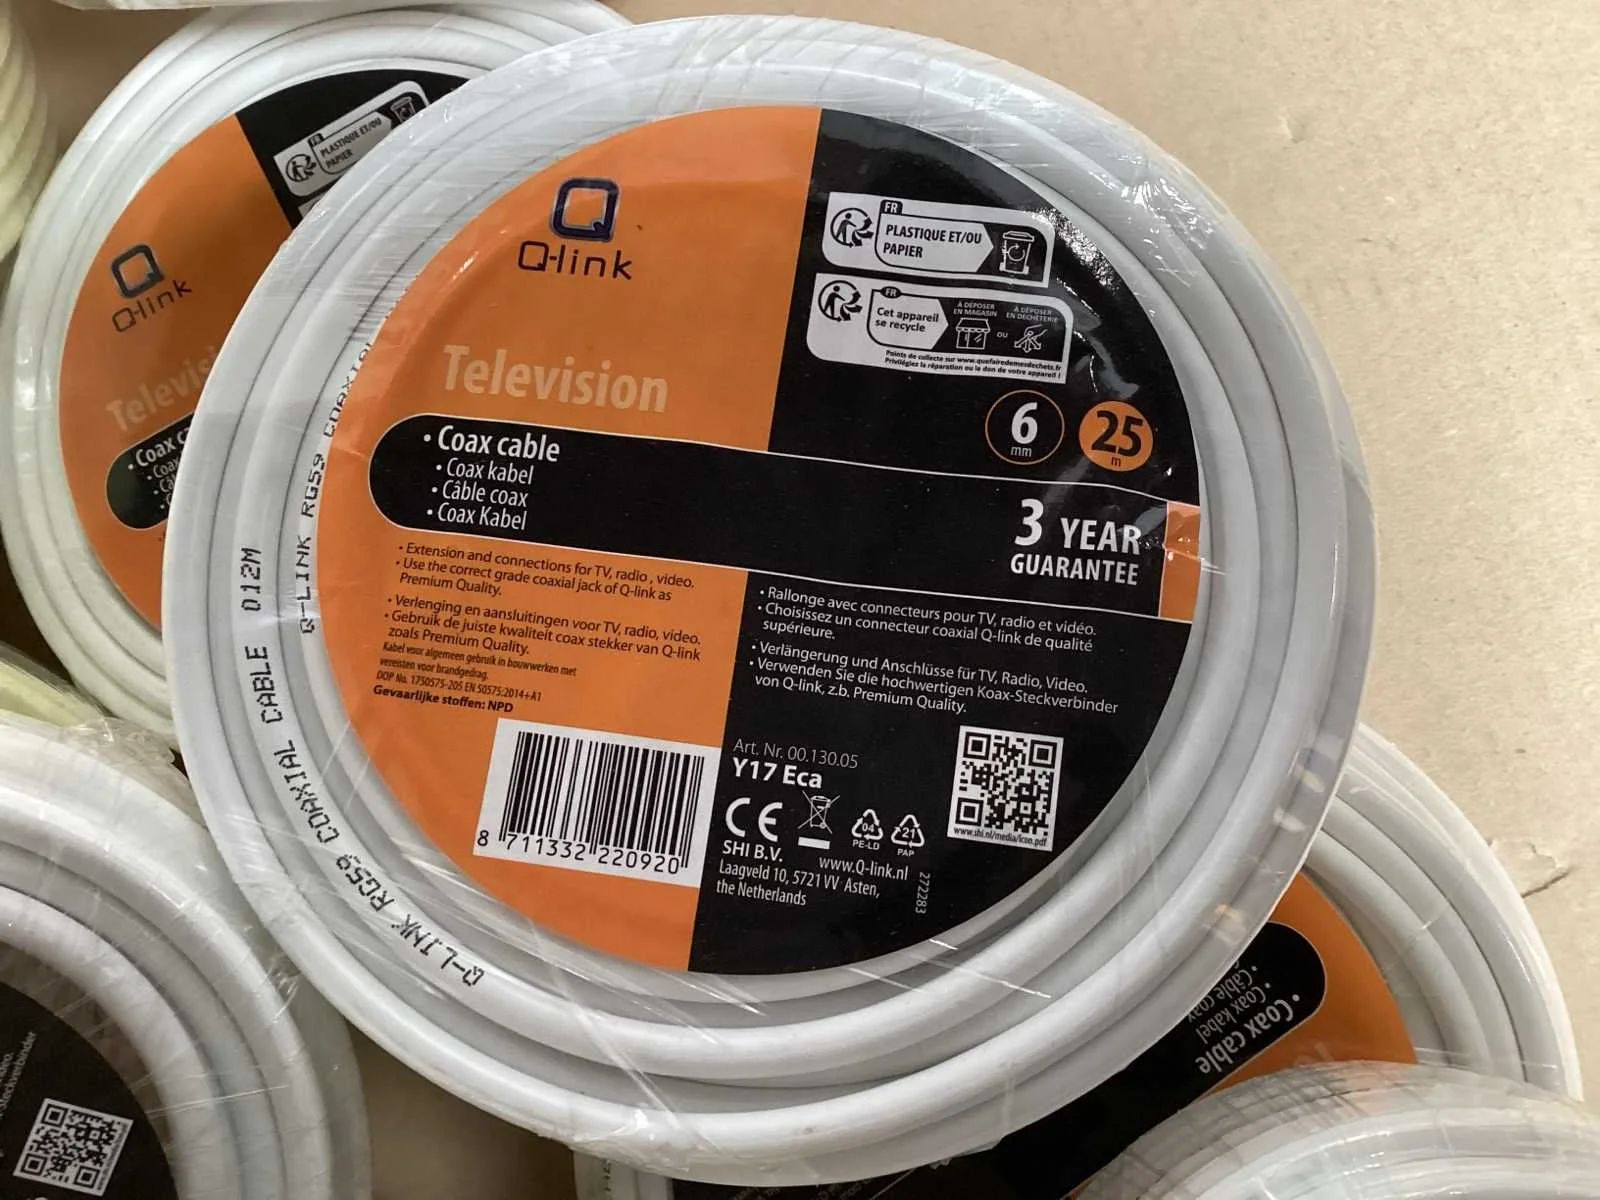 Q-link
Television
• Coax cable
• Coax kabel
• Câble coax
• Coax Kabel
FR
PLASTIQUE ET/OU
PAPIER
FR
Cet appareil
se recycle
À DÉPOSER
EN MAGASIN
OU
À DÉPOSER
EN DÉCHÈTERIE
Points de collecte sur www.quefairedemesdechets.fr
Privilégiez la réparation ou le don de votre appareil !
6
mm
25
m
3 YEAR
GUARANTEE
• Extension and connections for TV, radio , video.
• Use the correct grade coaxial jack of Q-link as
Premium Quality.
• Verlenging en aansluitingen voor TV, radio, video.
• Gebruik de juiste kwaliteit coax stekker van Q-link
zoals Premium Quality.
Kabel voor algemeen gebruik in bouwwerken met
vereisten voor brandgedrag.
DOP No. 1750575-205 EN 50575:2014+A1
Gevaarlijke stoffen: NPD
• Rallonge avec connecteurs pour TV, radio et vidéo.
• Choisissez un connecteur coaxial Q-link de qualité
supérieure.
• Verlängerung und Anschlüsse für TV, Radio, Video.
• Verwenden Sie die hochwertigen Koax-Steckverbinder
von Q-link, z.b. Premium Quality.
8 711332 220920
Art. Nr. 00.130.05
Y17 Eca
CE
04
PE-LD
21
PAP
SHI B.V.
www.Q-link.nl
Laagveld 10, 5721 VV Asten,
the Netherlands
272283
www.shi.nl/media/icon.pdf
Q-LINK RG59 COAXIAL CABLE 012M
Q-LINK RG59 COAXIAL
FR
PLASTIQUE ET/OU
PAPIER
Q-link
Televis
• Coax c
• Coax cable
• Coax kabel
• Câble coax
video.
Steckverbinder